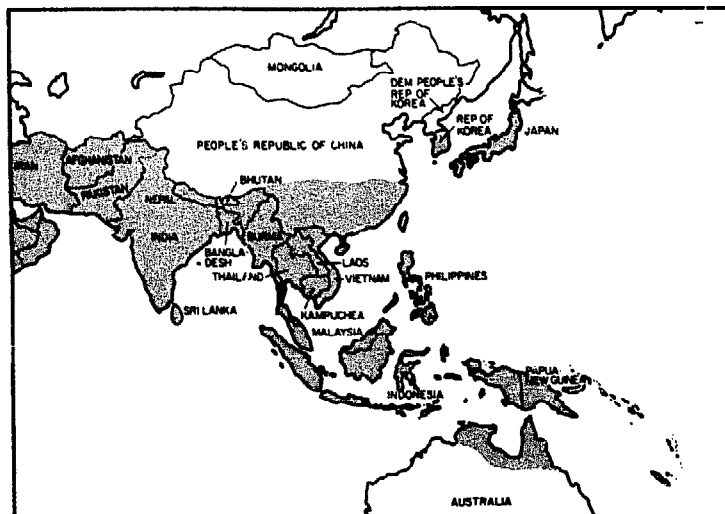 MONGOLIA
DEM PEOPLE'S
REP OF
KOREA
REP OF
KOREA
JAPAN
PEOPLE'S REPUBLIC OF CHINA
IRAN
AFGHANISTAN
PAKISTAN
NEPAL
BHUTAN
INDIA
BURMA
BANGLA-
DESH
LAOS
THAILAND
VIETNAM
PHILIPPINES
SRI LANKA
KAMPUCHEA
MALAYSIA
PAPUA
NEW GUINEA
INDONESIA
AUSTRALIA